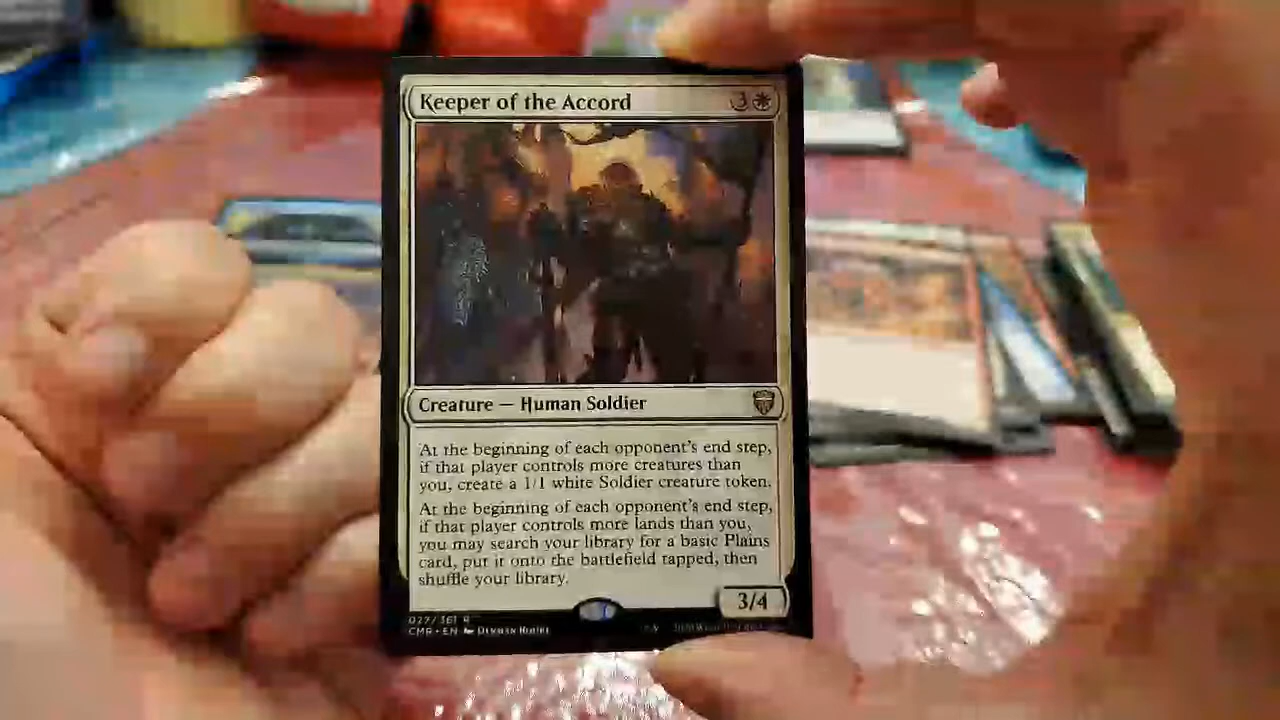 Keeper of the Accord 3
Creature — Human Soldier
At the beginning of each opponent's end step,
if that player controls more creatures than
you, create a 1/1 white Soldier creature token.
At the beginning of each opponent's end step,
if that player controls more lands than you,
you may search your library for a basic Plains
card, put it onto the battlefield tapped, then
shuffle your library.
3/4
027/361 R
CMR • EN